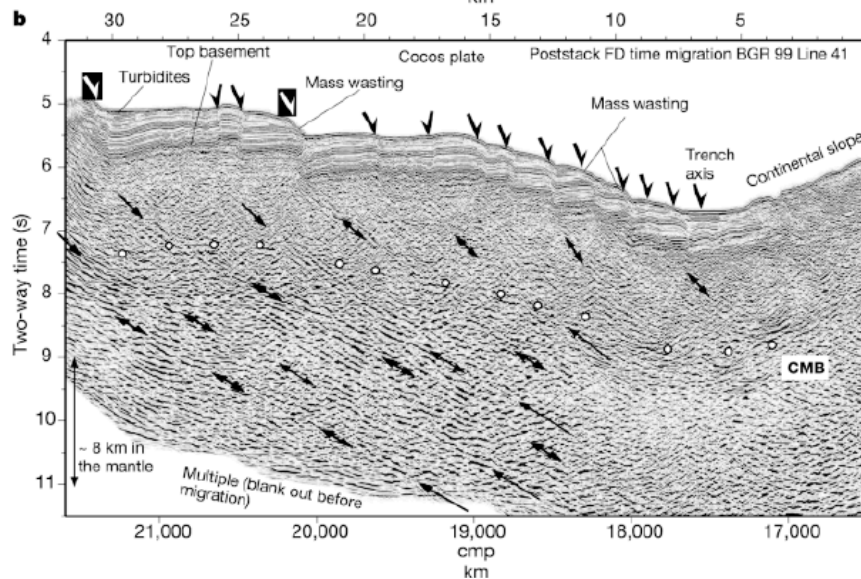 km
b
30 25 20 15 10 5
4
Cocos plate
Poststack FD time migration BGR 99 Line 41
Top basement
Turbidites
Mass wasting
Mass wasting
5
6
Trench
axis
Continental slope
7
Two-way time (s)
8
9
CMB
10
~ 8 km in
the mantle
Multiple (blank out before
migration)
11
21,000 20,000 19,000 18,000 17,000
cmp
km